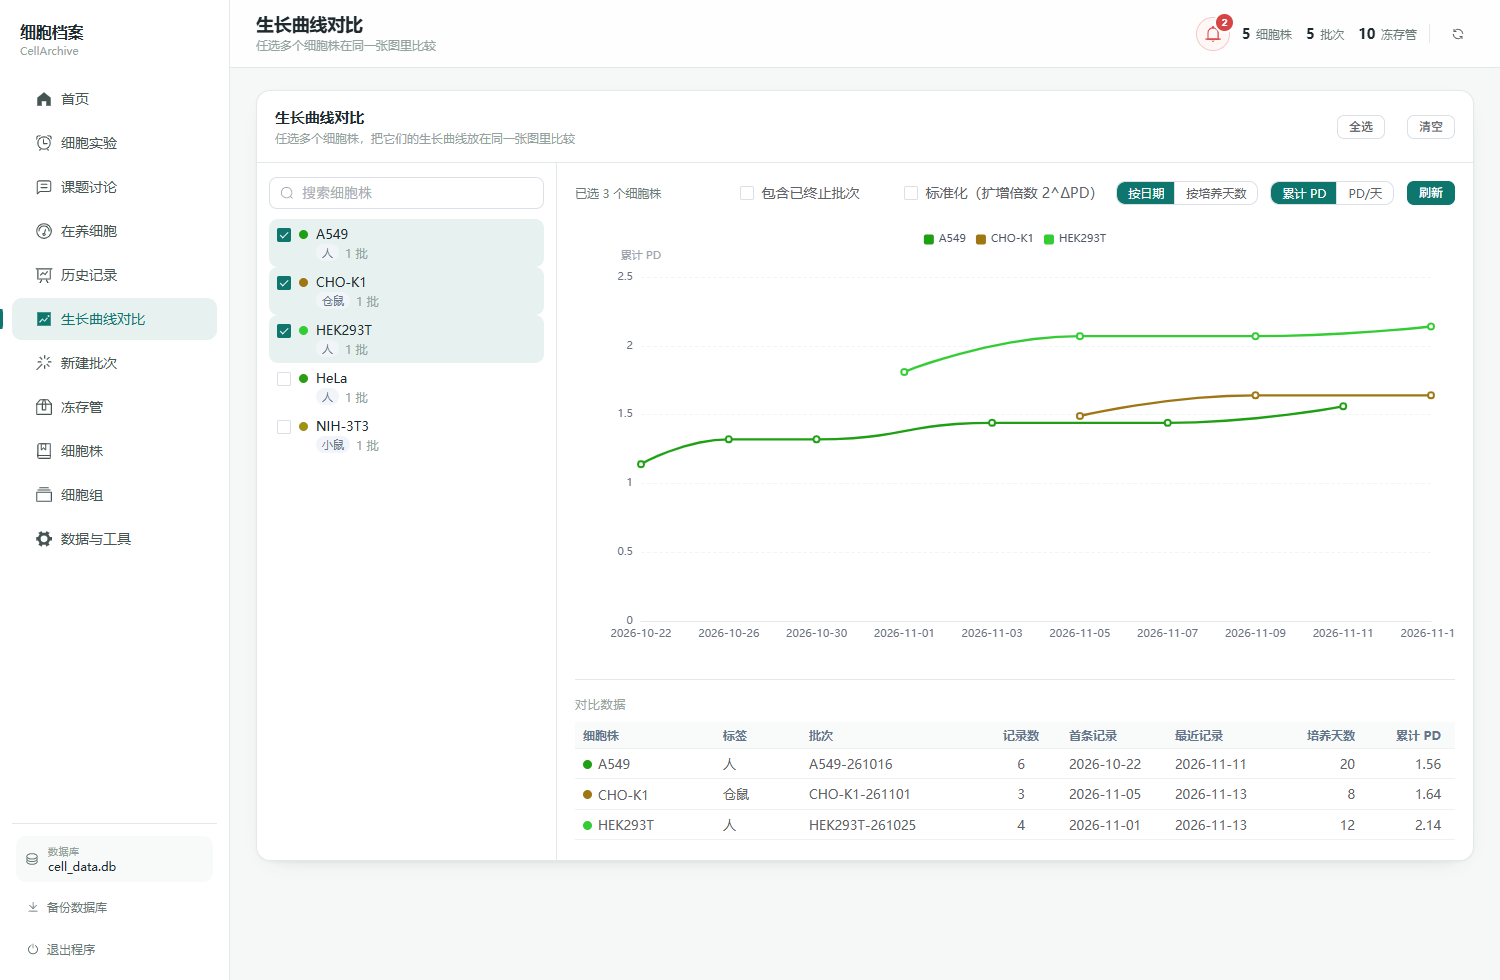 细胞档案
CellArchive
首页
细胞实验
课题讨论
在养细胞
历史记录
生长曲线对比
新建批次
冻存管
细胞株
细胞组
数据与工具
数据库
cell_data.db
备份数据库
退出程序
生长曲线对比
任选多个细胞株在同一张图里比较
2
5 细胞株 5 批次 10 冻存管
生长曲线对比
任选多个细胞株，把它们的生长曲线放在同一张图里比较
全选 清空
搜索细胞株
A549
人 1 批
CHO-K1
仓鼠 1 批
HEK293T
人 1 批
HeLa
人 1 批
NIH-3T3
小鼠 1 批
已选 3 个细胞株 包含已终止批次 标准化（扩增倍数 2^ΔPD） 按日期 按培养天数 累计 PD PD/天 刷新
A549 CHO-K1 HEK293T
累计 PD
2.5
2
1.5
1
0.5
0
2026-10-22 2026-10-26 2026-10-30 2026-11-01 2026-11-03 2026-11-05 2026-11-07 2026-11-09 2026-11-11 2026-11-1
对比数据
细胞株 标签 批次 记录数 首条记录 最近记录 培养天数 累计 PD
A549 人 A549-261016 6 2026-10-22 2026-11-11 20 1.56
CHO-K1 仓鼠 CHO-K1-261101 3 2026-11-05 2026-11-13 8 1.64
HEK293T 人 HEK293T-261025 4 2026-11-01 2026-11-13 12 2.14